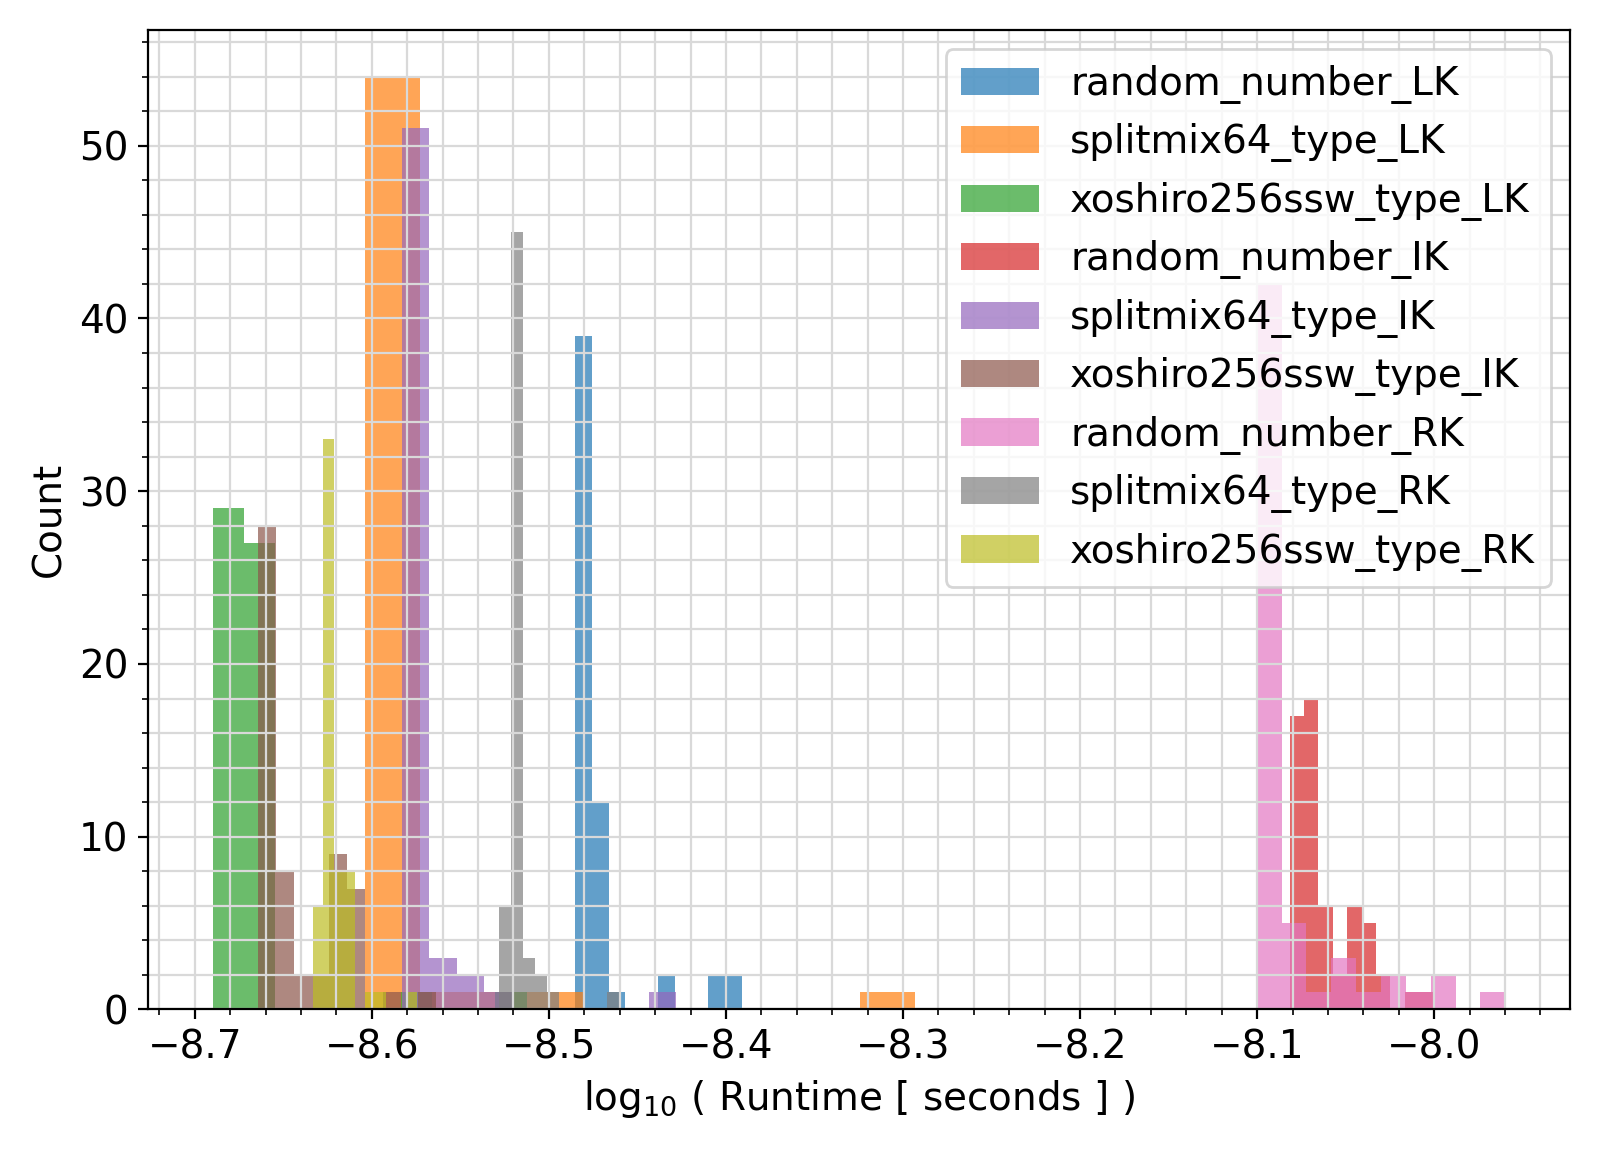 random_number_LK
splitmix64_type_LK
xoshiro256ssw_type_LK
random_number_IK
splitmix64_type_IK
xoshiro256ssw_type_IK
random_number_RK
splitmix64_type_RK
xoshiro256ssw_type_RK
50
40
30
20
10
0
Count
−8.7 −8.6 −8.5 −8.4 −8.3 −8.2 −8.1 −8.0
log₁₀ ( Runtime [ seconds ] )